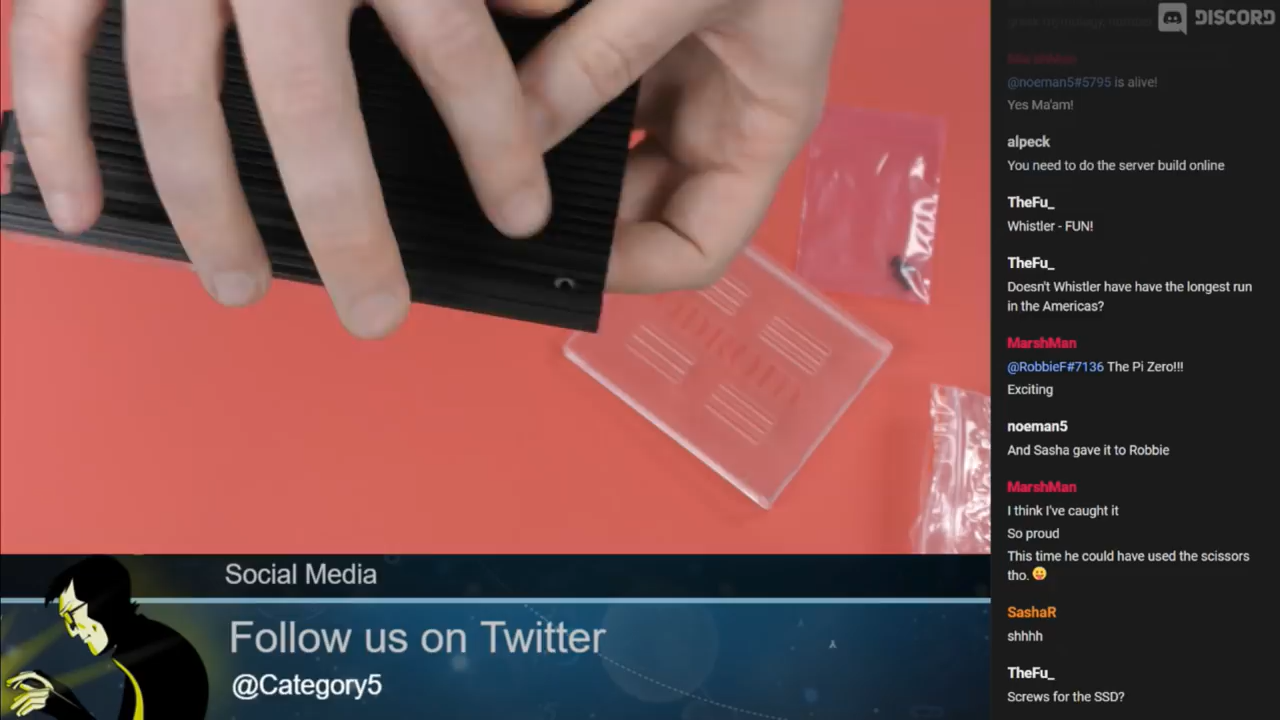 DISCORD
@noeman5#5795 is alive!
Yes Ma'am!
alpeck
You need to do the server build online
TheFu_
Whistler - FUN!
TheFu_
Doesn't Whistler have have the longest run
in the Americas?
MarshMan
@RobbieF#7136 The Pi Zero!!!
Exciting
noeman5
And Sasha gave it to Robbie
MarshMan
I think I've caught it
So proud
This time he could have used the scissors
tho. 😛
SashaR
shhhh
TheFu_
Screws for the SSD?
Social Media
Follow us on Twitter
@Category5